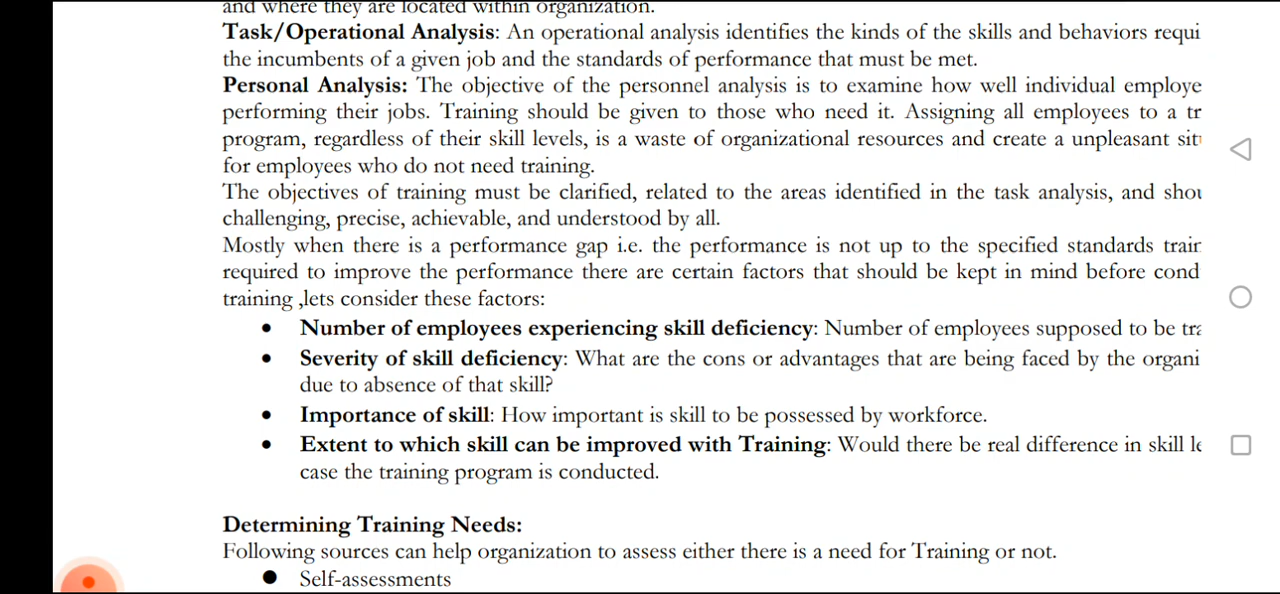 and where they are located within organization.
Task/Operational Analysis: An operational analysis identifies the kinds of the skills and behaviors requi
the incumbents of a given job and the standards of performance that must be met.
Personal Analysis: The objective of the personnel analysis is to examine how well individual employe
performing their jobs. Training should be given to those who need it. Assigning all employees to a tr
program, regardless of their skill levels, is a waste of organizational resources and create a unpleasant sit
for employees who do not need training.
The objectives of training must be clarified, related to the areas identified in the task analysis, and shou
challenging, precise, achievable, and understood by all.
Mostly when there is a performance gap i.e. the performance is not up to the specified standards train
required to improve the performance there are certain factors that should be kept in mind before cond
training ,lets consider these factors:
• Number of employees experiencing skill deficiency: Number of employees supposed to be tra
• Severity of skill deficiency: What are the cons or advantages that are being faced by the organi
due to absence of that skill?
• Importance of skill: How important is skill to be possessed by workforce.
• Extent to which skill can be improved with Training: Would there be real difference in skill le
case the training program is conducted.
Determining Training Needs:
Following sources can help organization to assess either there is a need for Training or not.
● Self-assessments